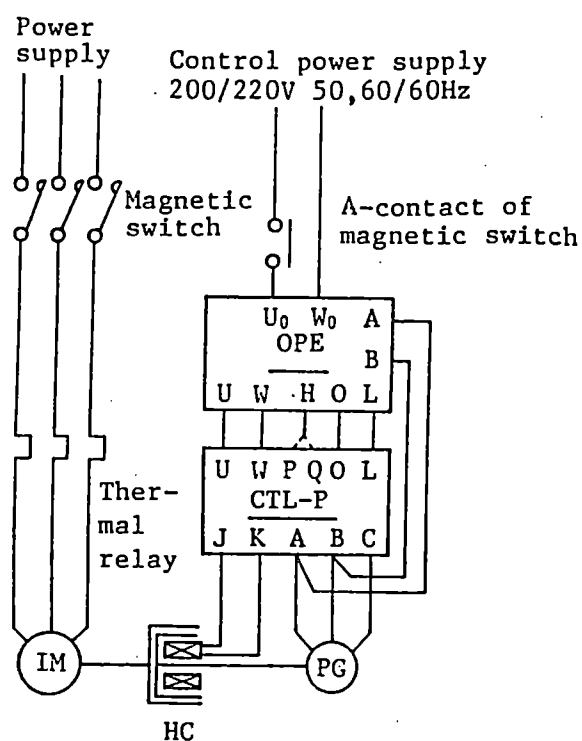 Power
supply
Control power supply
200/220V 50,60/60Hz
Magnetic
switch
A-contact of
magnetic switch
U₀ W₀ A
OPE
B
U W H O L
U W P Q O L
CTL-P
J K A B C
Ther-
mal
relay
IM
PG
HC